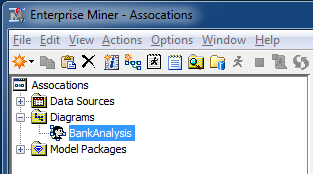 Enterprise Miner - Assocations
File Edit View Actions Options Window Help
Assocations
Data Sources
Diagrams
BankAnalysis
Model Packages